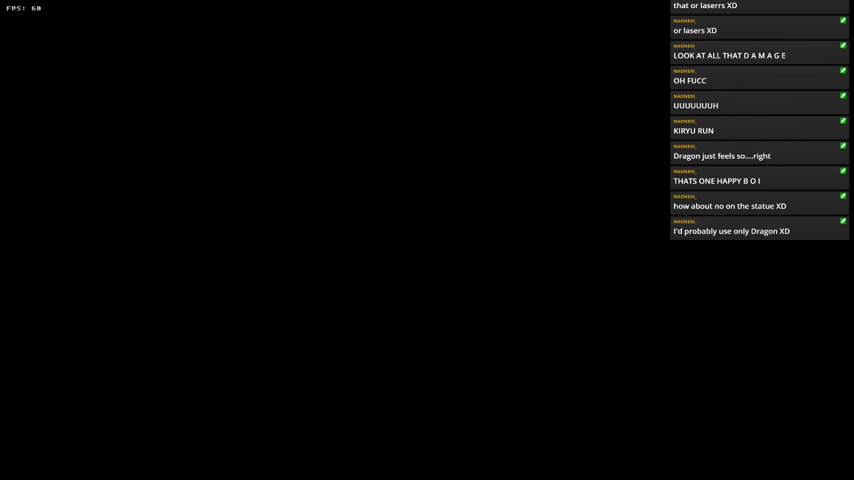 FPS: 60
that or laserrs XD
NAONEKI_
or lasers XD
NAONEKI_
LOOK AT ALL THAT D A M A G E
NAONEKI_
OH FUCC
NAONEKI_
UUUUUUUH
NAONEKI_
KIRYU RUN
NAONEKI_
Dragon just feels so....right
NAONEKI_
THATS ONE HAPPY B O I
NAONEKI_
how about no on the statue XD
NAONEKI_
I'd probably use only Dragon XD